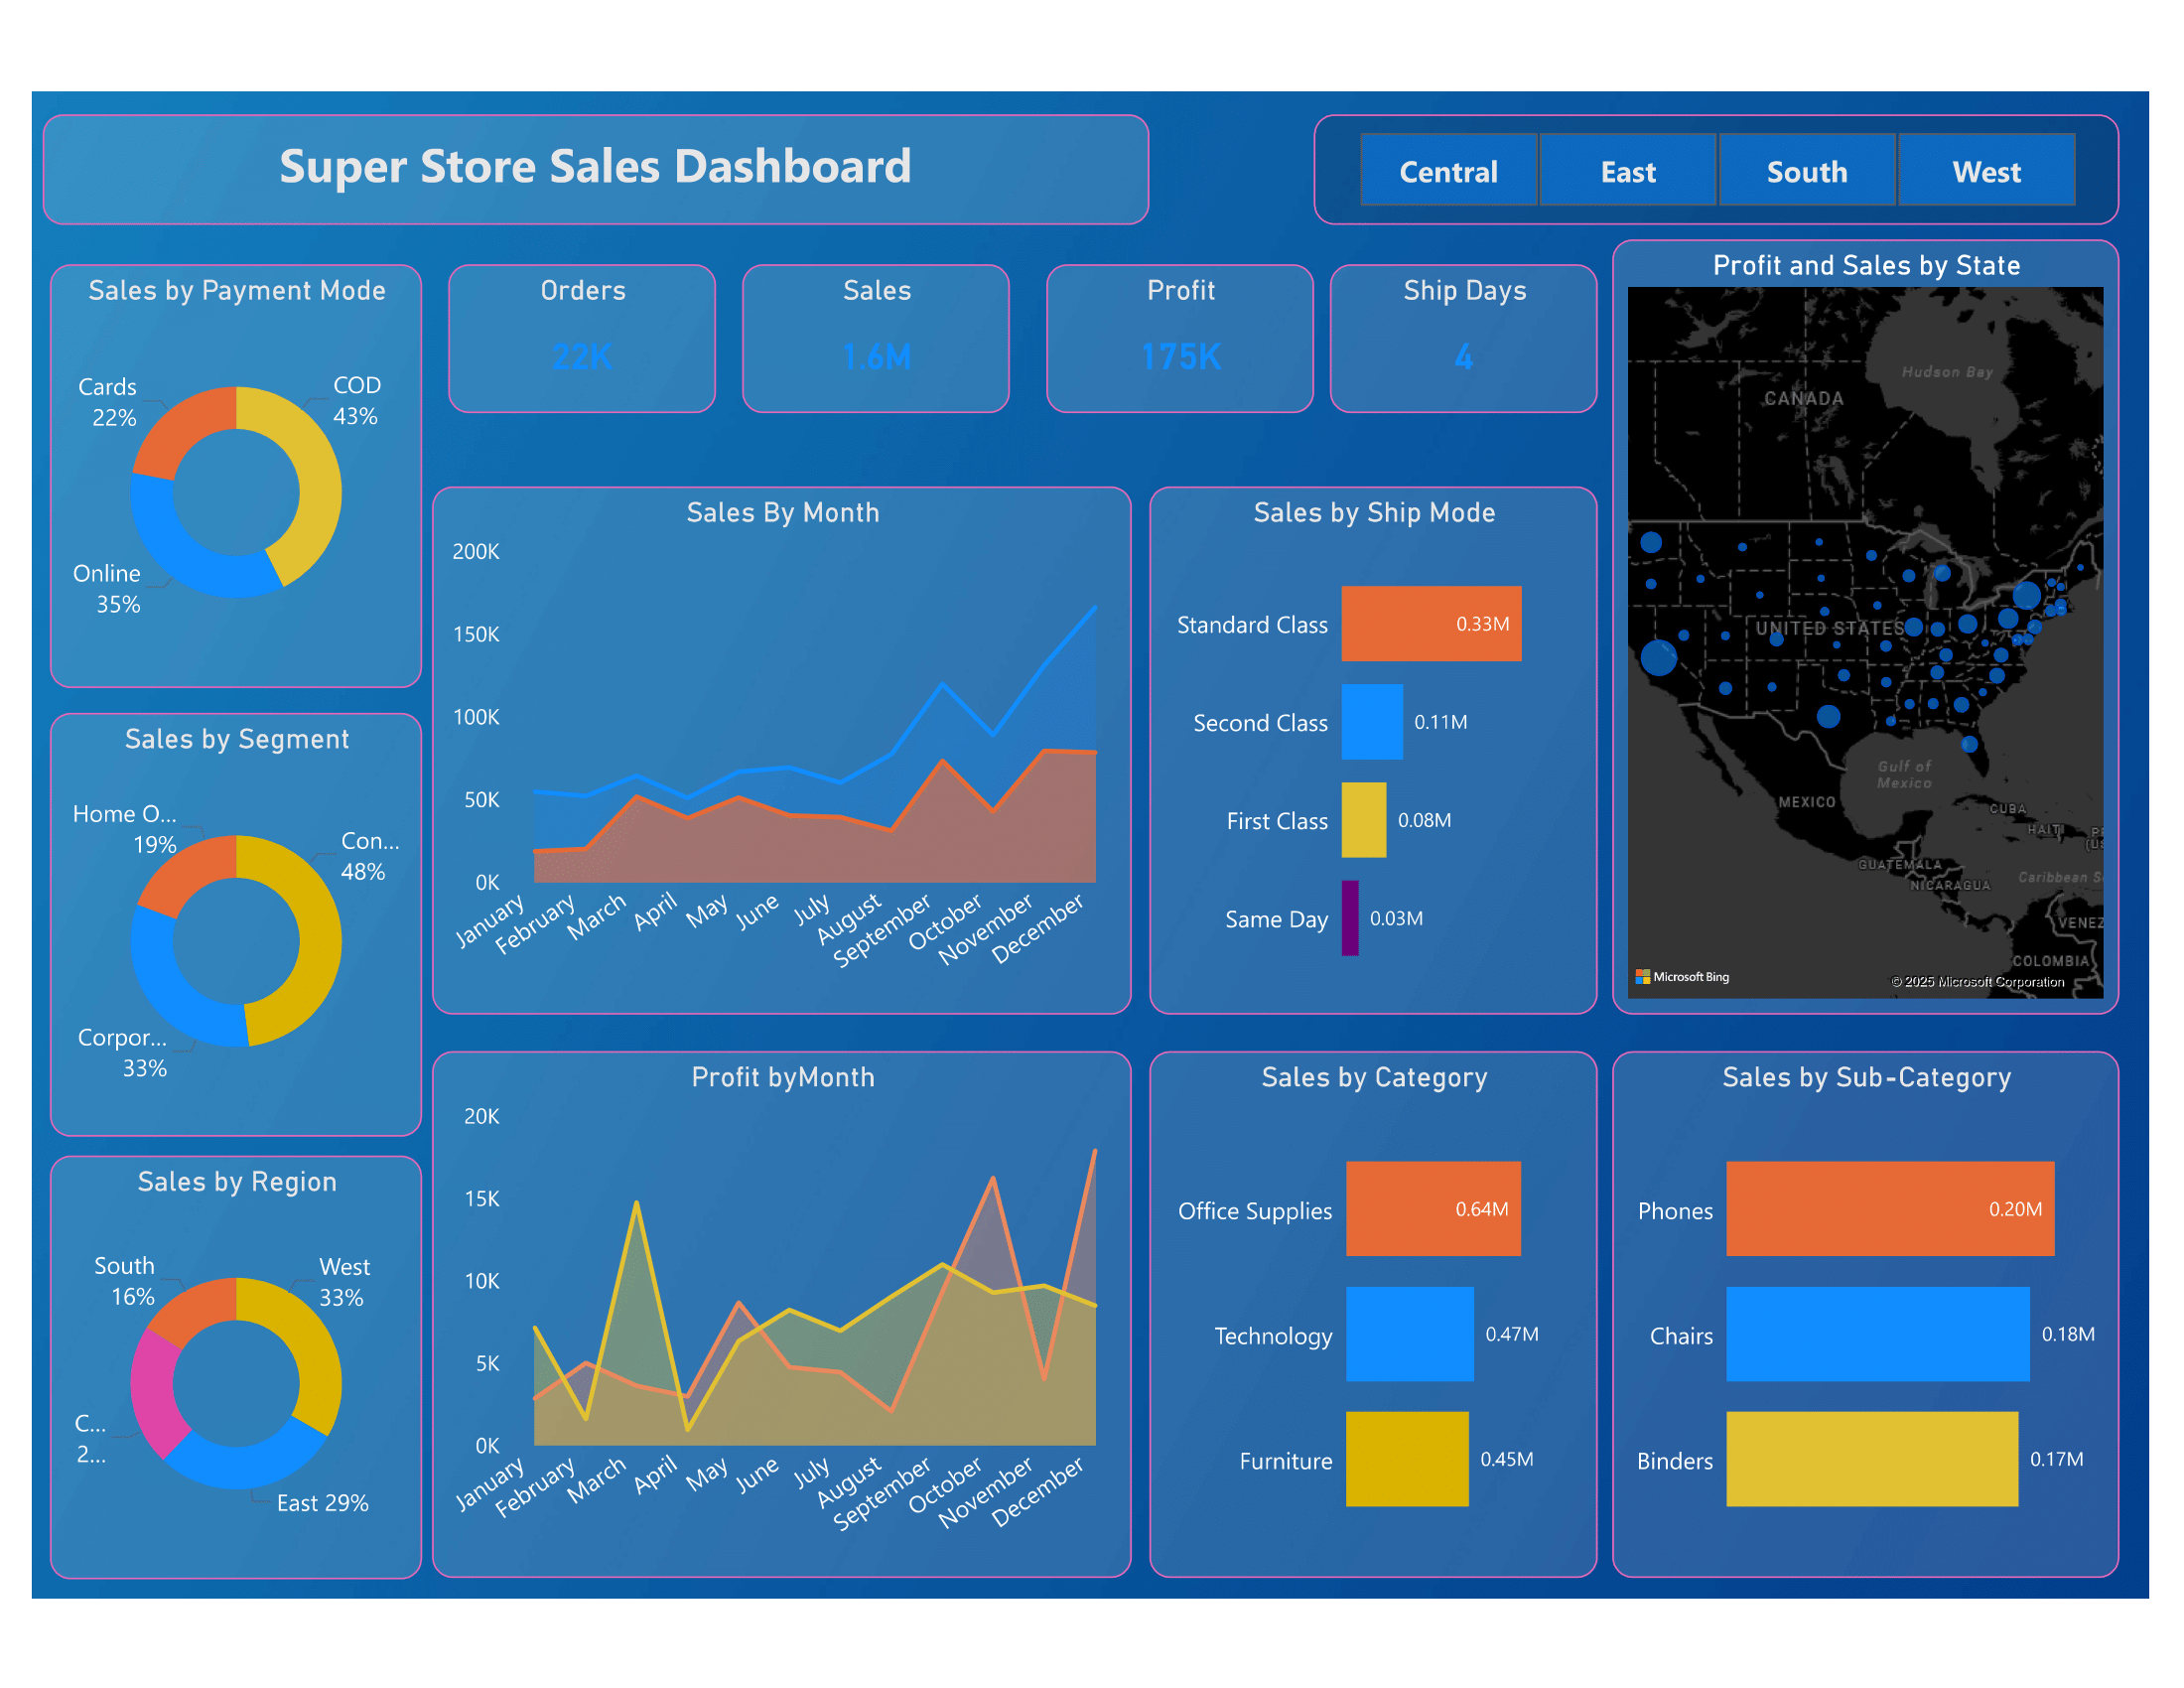 Super Store Sales Dashboard
Central East South West
Sales by Payment Mode
Cards
22%
COD
43%
Online
35%
Orders
22K
Sales
1.6M
Profit
175K
Ship Days
4
Profit and Sales by State
Hudson Bay
CANADA
UNITED STATES
Gulf of
Mexico
MEXICO
CUBA
HAITI
PR
(US
GUATEMALA
NICARAGUA
Caribbean S
VENEZ
COLOMBIA
Microsoft Bing
© 2025 Microsoft Corporation
Sales By Month
200K
150K
100K
50K
0K
January
February
March
April
May
June
July
August
September
October
November
December
Sales by Ship Mode
Standard Class 0.33M
Second Class 0.11M
First Class 0.08M
Same Day 0.03M
Sales by Segment
Home O...
19%
Con...
48%
Corpor...
33%
Sales by Region
South
16%
West
33%
C...
2...
East 29%
Profit byMonth
20K
15K
10K
5K
0K
January
February
March
April
May
June
July
August
September
October
November
December
Sales by Category
Office Supplies 0.64M
Technology 0.47M
Furniture 0.45M
Sales by Sub-Category
Phones 0.20M
Chairs 0.18M
Binders 0.17M